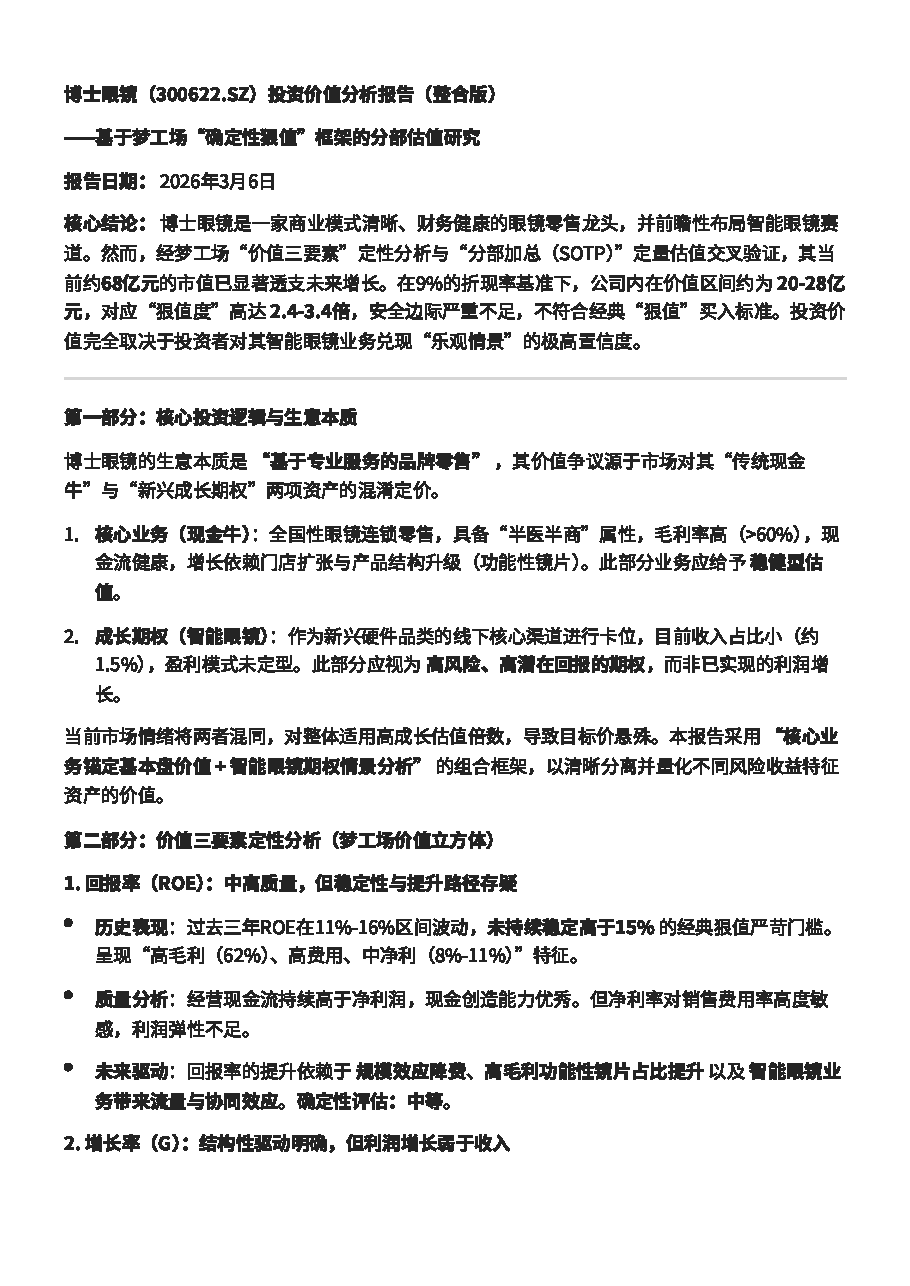 博士眼镜（300622.SZ）投资价值分析报告（整合版）
——基于梦工场“确定性狠值”框架的分部估值研究
报告日期： 2026年3月6日
核心结论： 博士眼镜是一家商业模式清晰、财务健康的眼镜零售龙头，并前瞻性布局智能眼镜赛
道。然而，经梦工场“价值三要素”定性分析与“分部加总（SOTP）”定量估值交叉验证，其当
前约68亿元的市值已显著透支未来增长。在9%的折现率基准下，公司内在价值区间约为 20-28亿
元，对应“狠值度”高达 2.4-3.4倍，安全边际严重不足，不符合经典“狠值”买入标准。投资价
值完全取决于投资者对其智能眼镜业务兑现“乐观情景”的极高置信度。
第一部分：核心投资逻辑与生意本质
博士眼镜的生意本质是 “基于专业服务的品牌零售” ，其价值争议源于市场对其“传统现金
牛”与“新兴成长期权”两项资产的混淆定价。
1. 核心业务（现金牛）：全国性眼镜连锁零售，具备“半医半商”属性，毛利率高（>60%），现
金流健康，增长依赖门店扩张与产品结构升级（功能性镜片）。此部分业务应给予 稳健型估
值。
2. 成长期权（智能眼镜）：作为新兴硬件品类的线下核心渠道进行卡位，目前收入占比小（约
1.5%），盈利模式未定型。此部分应视为 高风险、高潜在回报的期权，而非已实现的利润增
长。
当前市场情绪将两者混同，对整体适用高成长估值倍数，导致目标价悬殊。本报告采用 “核心业
务锚定基本盘价值 + 智能眼镜期权情景分析” 的组合框架，以清晰分离并量化不同风险收益特征
资产的价值。
第二部分：价值三要素定性分析（梦工场价值立方体）
1. 回报率（ROE）：中高质量，但稳定性与提升路径存疑
• 历史表现：过去三年ROE在11%-16%区间波动，未持续稳定高于15% 的经典狠值严苛门槛。
呈现“高毛利（62%）、高费用、中净利（8%-11%）”特征。
• 质量分析：经营现金流持续高于净利润，现金创造能力优秀。但净利率对销售费用率高度敏
感，利润弹性不足。
• 未来驱动：回报率的提升依赖于 规模效应降费、高毛利功能性镜片占比提升 以及 智能眼镜业
务带来流量与协同效应。确定性评估：中等。
2. 增长率（G）：结构性驱动明确，但利润增长弱于收入